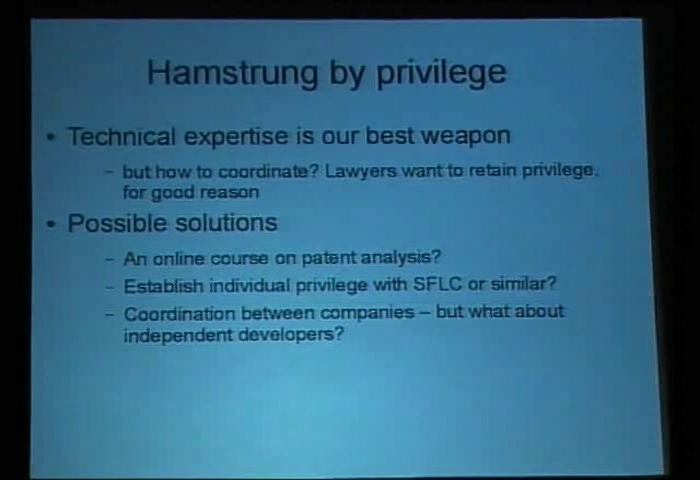 Hamstrung by privilege
• Technical expertise is our best weapon
– but how to coordinate? Lawyers want to retain privilege,
for good reason
• Possible solutions
– An online course on patent analysis?
– Establish individual privilege with SFLC or similar?
– Coordination between companies – but what about
independent developers?